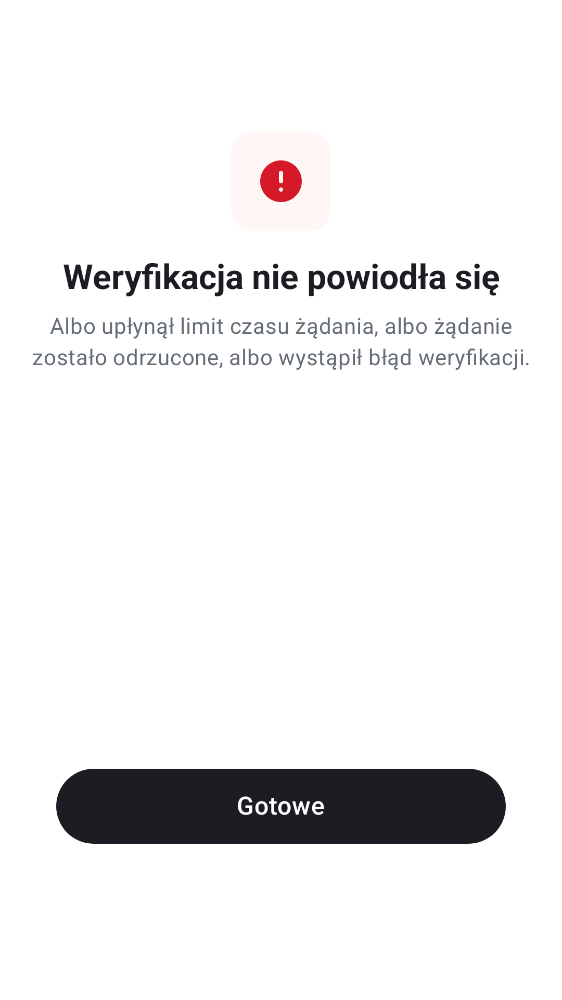 Weryfikacja nie powiodła się
Albo upłynął limit czasu żądania, albo żądanie
zostało odrzucone, albo wystąpił błąd weryfikacji.
Gotowe